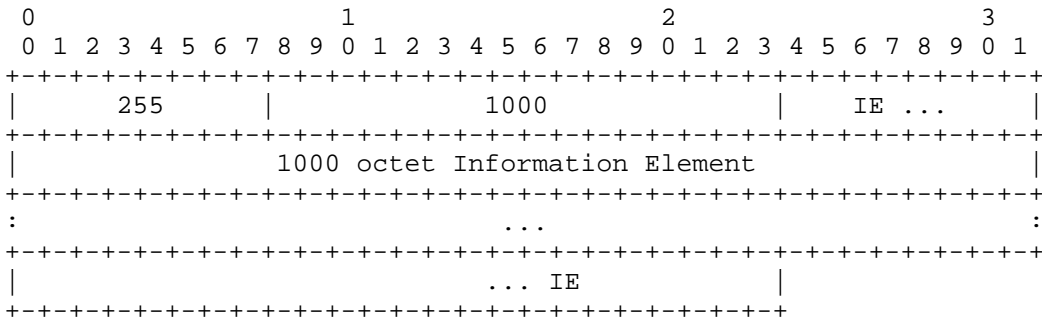 0                   1                   2                   3
 0 1 2 3 4 5 6 7 8 9 0 1 2 3 4 5 6 7 8 9 0 1 2 3 4 5 6 7 8 9 0 1
+-+-+-+-+-+-+-+-+-+-+-+-+-+-+-+-+-+-+-+-+-+-+-+-+-+-+-+-+-+-+-+-+
|      255      |             1000              |    IE ...     |
+-+-+-+-+-+-+-+-+-+-+-+-+-+-+-+-+-+-+-+-+-+-+-+-+-+-+-+-+-+-+-+-+
|                1000 octet Information Element                 |
+-+-+-+-+-+-+-+-+-+-+-+-+-+-+-+-+-+-+-+-+-+-+-+-+-+-+-+-+-+-+-+-+
:                              ...                              :
+-+-+-+-+-+-+-+-+-+-+-+-+-+-+-+-+-+-+-+-+-+-+-+-+-+-+-+-+-+-+-+-+
|                             ... IE            |
+-+-+-+-+-+-+-+-+-+-+-+-+-+-+-+-+-+-+-+-+-+-+-+-+